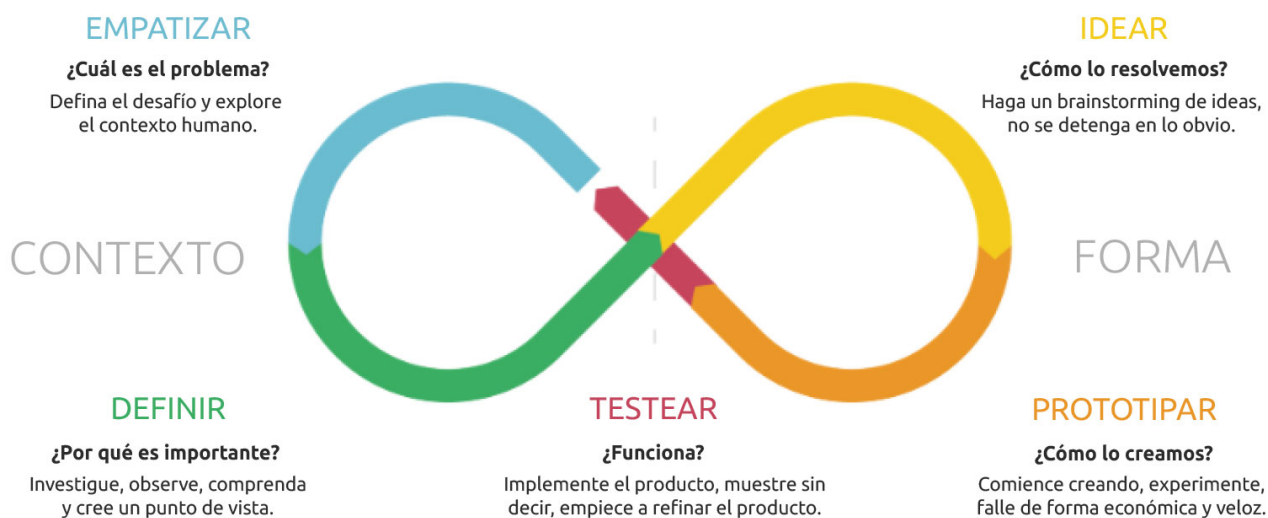 EMPATIZAR
¿Cuál es el problema?
Defina el desafío y explore
el contexto humano.
IDEAR
¿Cómo lo resolvemos?
Haga un brainstorming de ideas,
no se detenga en lo obvio.
CONTEXTO
FORMA
DEFINIR
¿Por qué es importante?
Investigue, observe, comprenda
y cree un punto de vista.
TESTEAR
¿Funciona?
Implemente el producto, muestre sin
decir, empiece a refinar el producto.
PROTOTIPAR
¿Cómo lo creamos?
Comience creando, experimente,
falle de forma económica y veloz.